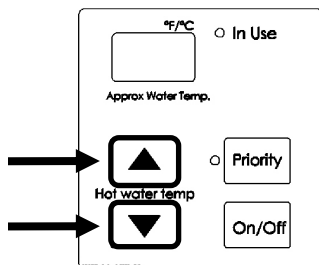 °F/°C
In Use
Approx Water Temp.
Priority
Hot water temp
On/Off